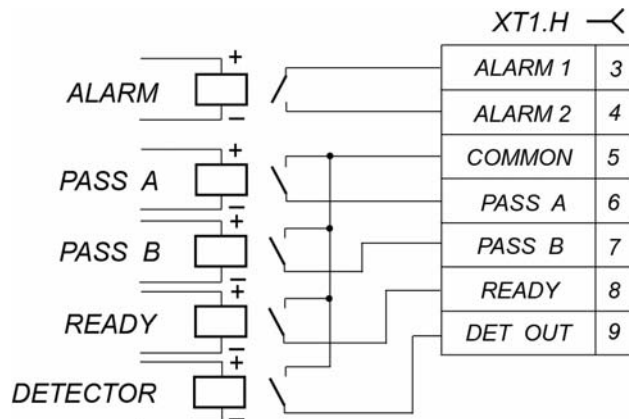 XT1.H
ALARM 1 3
ALARM + − ALARM 2 4
COMMON 5
PASS A + − PASS A 6
PASS B + − PASS B 7
READY + − READY 8
DETECTOR + − DET OUT 9